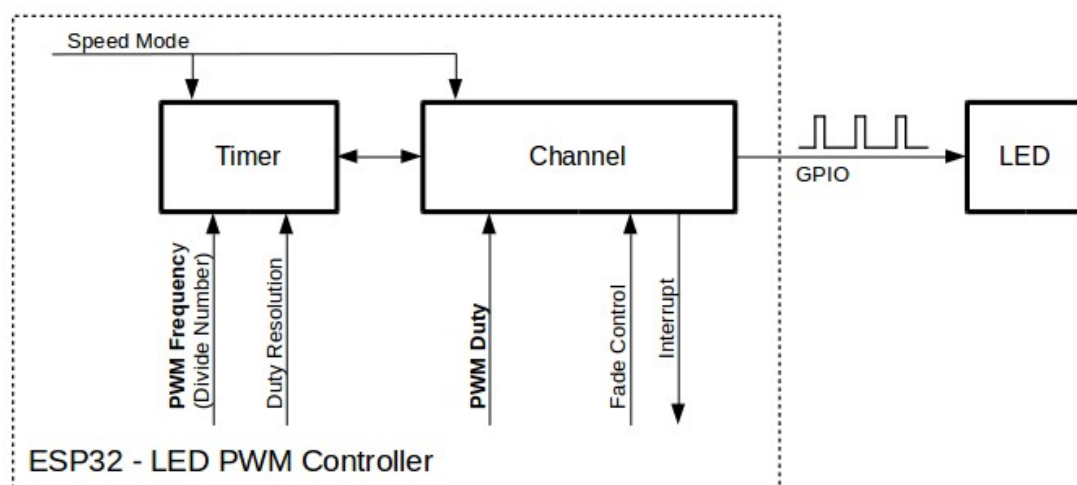 Speed Mode
Timer
Channel
LED
GPIO
PWM Frequency
(Divide Number)
Duty Resolution
PWM Duty
Fade Control
Interrupt
ESP32 - LED PWM Controller